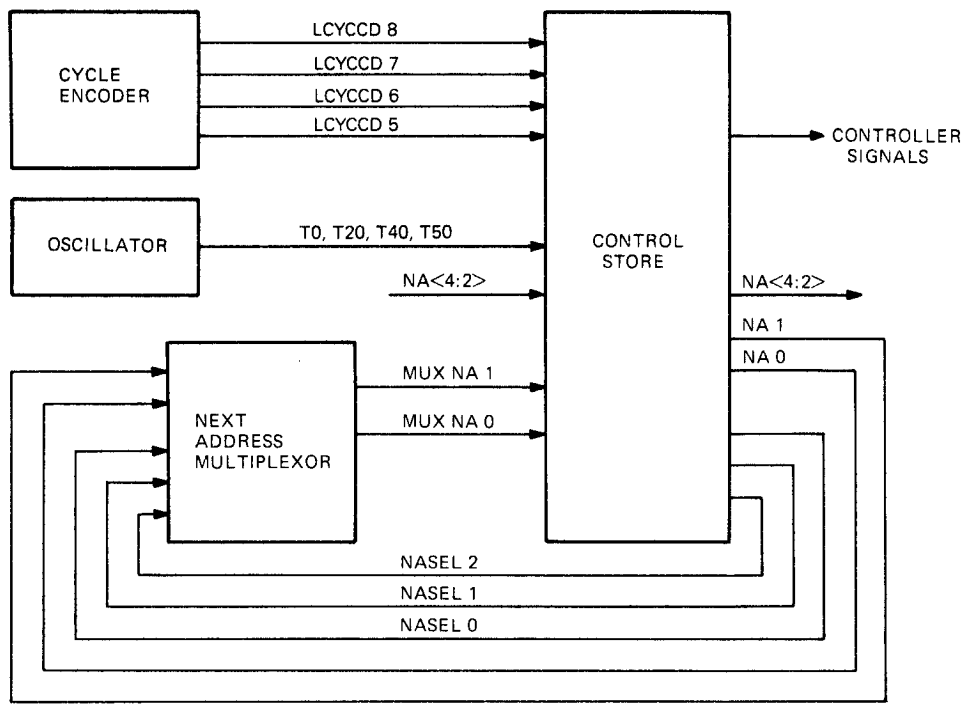 LCYCCD 8
LCYCCD 7
LCYCCD 6
LCYCCD 5
CYCLE
ENCODER
CONTROLLER
SIGNALS
OSCILLATOR
T0, T20, T40, T50
CONTROL
STORE
NA<4:2>
NA<4:2>
NA 1
NA 0
MUX NA 1
MUX NA 0
NEXT
ADDRESS
MULTIPLEXOR
NASEL 2
NASEL 1
NASEL 0